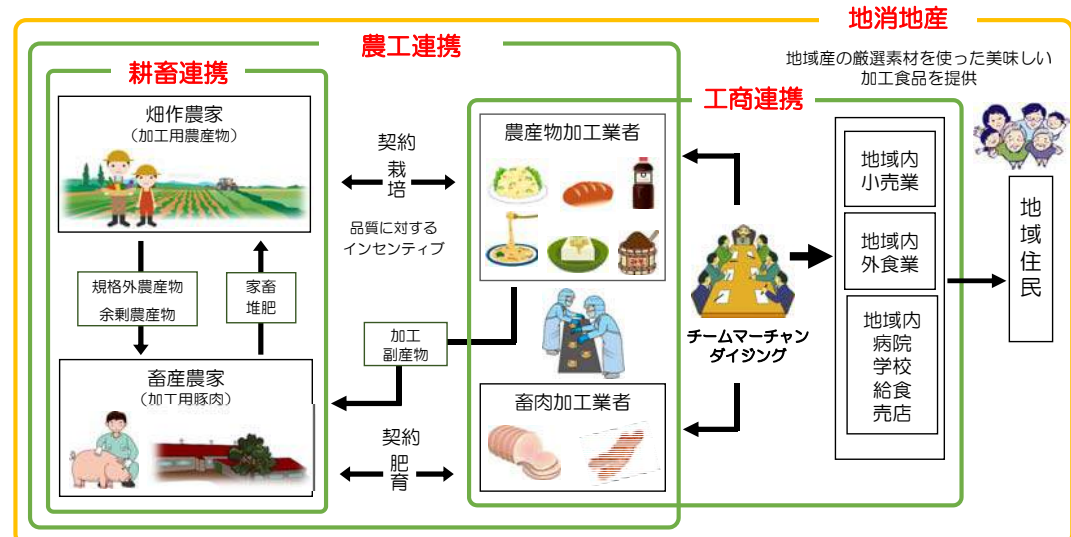 地消地産
農工連携
地域産の厳選素材を使った美味しい
加工食品を提供
耕畜連携
工商連携
畑作農家
（加工用農産物）
契約
栽
培
品質に対する
インセンティブ
農産物加工業者
地域内
小売業
地域内
外食業
地域内
病院
学校
給食
売店
地
域
住
民
規格外農産物
余剰農産物
家畜
堆肥
加工
副産物
チームマーチャン
ダイジング
畜産農家
（加工用豚肉）
契約
肥
育
畜肉加工業者